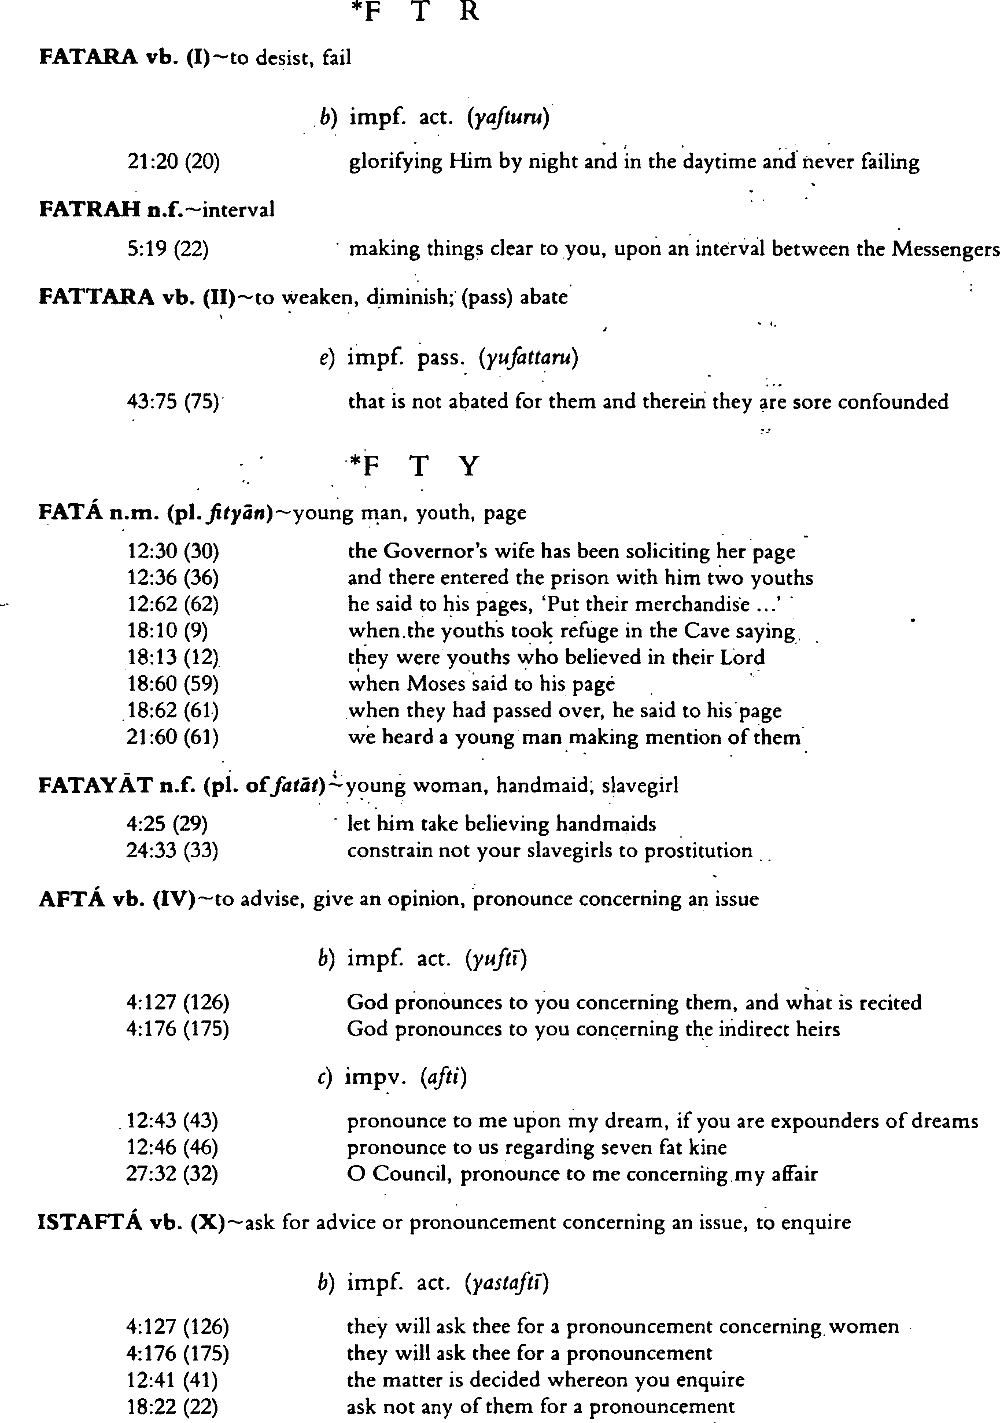 *F T R
FATARA vb. (I)~to desist, fail
b) impf. act. (yafturu)
21:20 (20) glorifying Him by night and in the daytime and never failing
FATRAH n.f.~interval
5:19 (22) making things clear to you, upon an interval between the Messengers
FATTARA vb. (II)~to weaken, diminish; (pass) abate
e) impf. pass. (yufattaru)
43:75 (75) that is not abated for them and therein they are sore confounded
*F T Y
FATÁ n.m. (pl. fityān)~young man, youth, page
12:30 (30) the Governor's wife has been soliciting her page
12:36 (36) and there entered the prison with him two youths
12:62 (62) he said to his pages, 'Put their merchandise ...'
18:10 (9) when the youths took refuge in the Cave saying
18:13 (12) they were youths who believed in their Lord
18:60 (59) when Moses said to his page
18:62 (61) when they had passed over, he said to his page
21:60 (61) we heard a young man making mention of them
FATAYĀT n.f. (pl. of fatāt)~young woman, handmaid, slavegirl
4:25 (29) let him take believing handmaids
24:33 (33) constrain not your slavegirls to prostitution
AFTÁ vb. (IV)~to advise, give an opinion, pronounce concerning an issue
b) impf. act. (yuftī)
4:127 (126) God pronounces to you concerning them, and what is recited
4:176 (175) God pronounces to you concerning the indirect heirs
c) impv. (afti)
12:43 (43) pronounce to me upon my dream, if you are expounders of dreams
12:46 (46) pronounce to us regarding seven fat kine
27:32 (32) O Council, pronounce to me concerning my affair
ISTAFTÁ vb. (X)~ask for advice or pronouncement concerning an issue, to enquire
b) impf. act. (yastaftī)
4:127 (126) they will ask thee for a pronouncement concerning women
4:176 (175) they will ask thee for a pronouncement
12:41 (41) the matter is decided whereon you enquire
18:22 (22) ask not any of them for a pronouncement